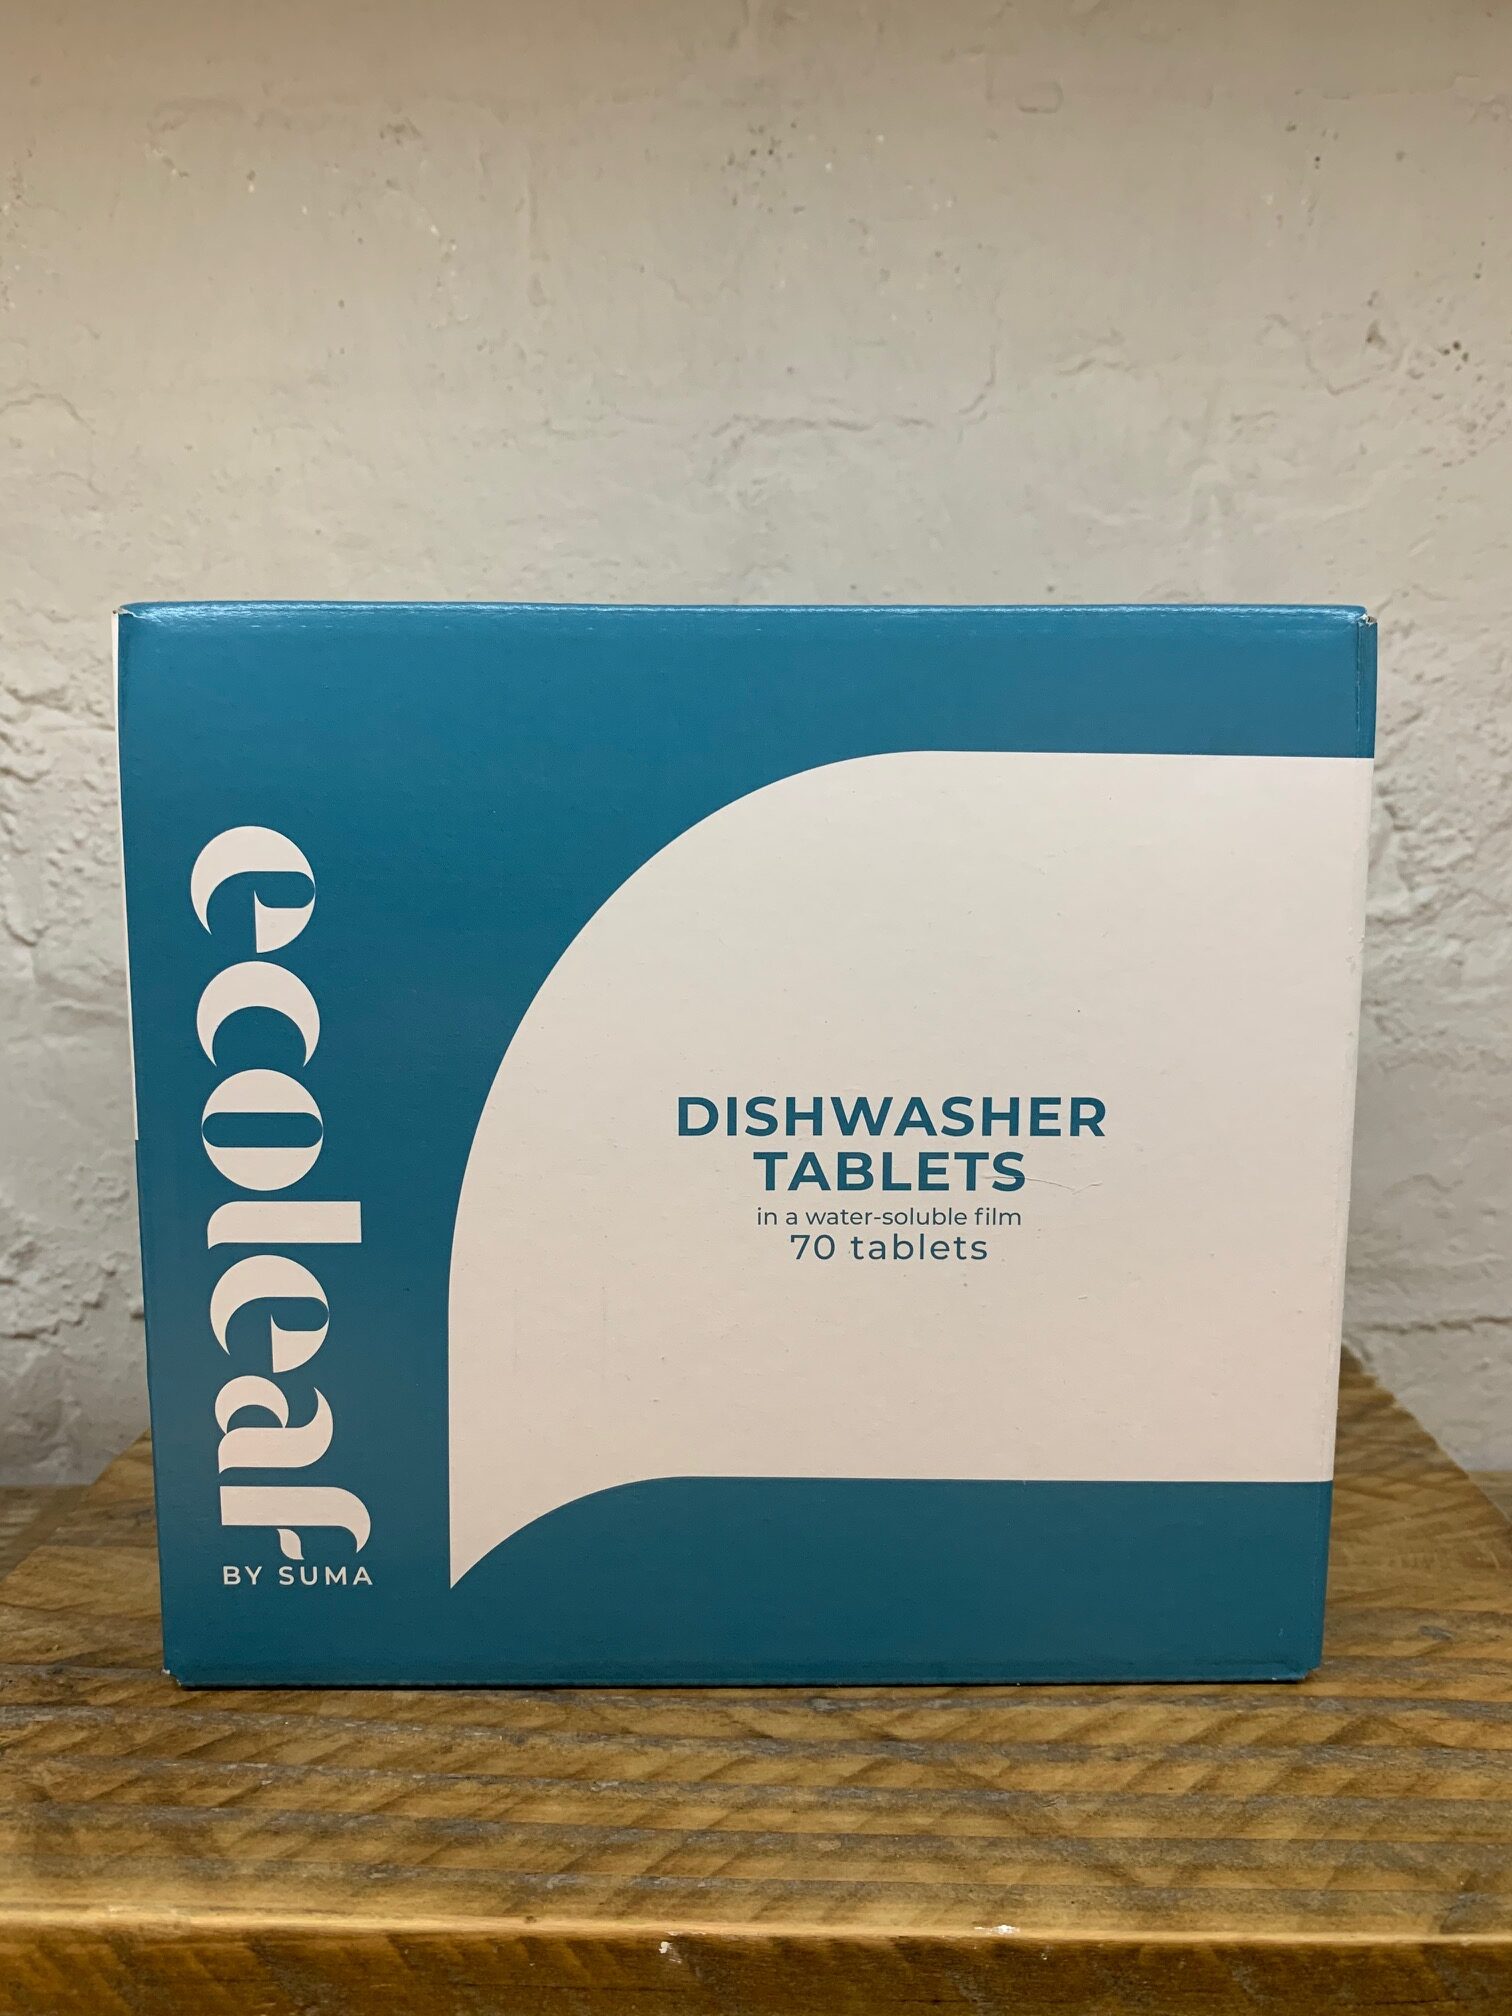 ecoleaf
BY SUMA
DISHWASHER
TABLETS
in a water-soluble film
70 tablets